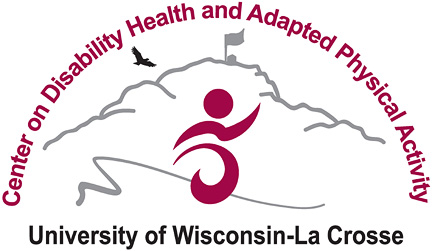 Center on Disability Health and Adapted Physical Activity
University of Wisconsin-La Crosse